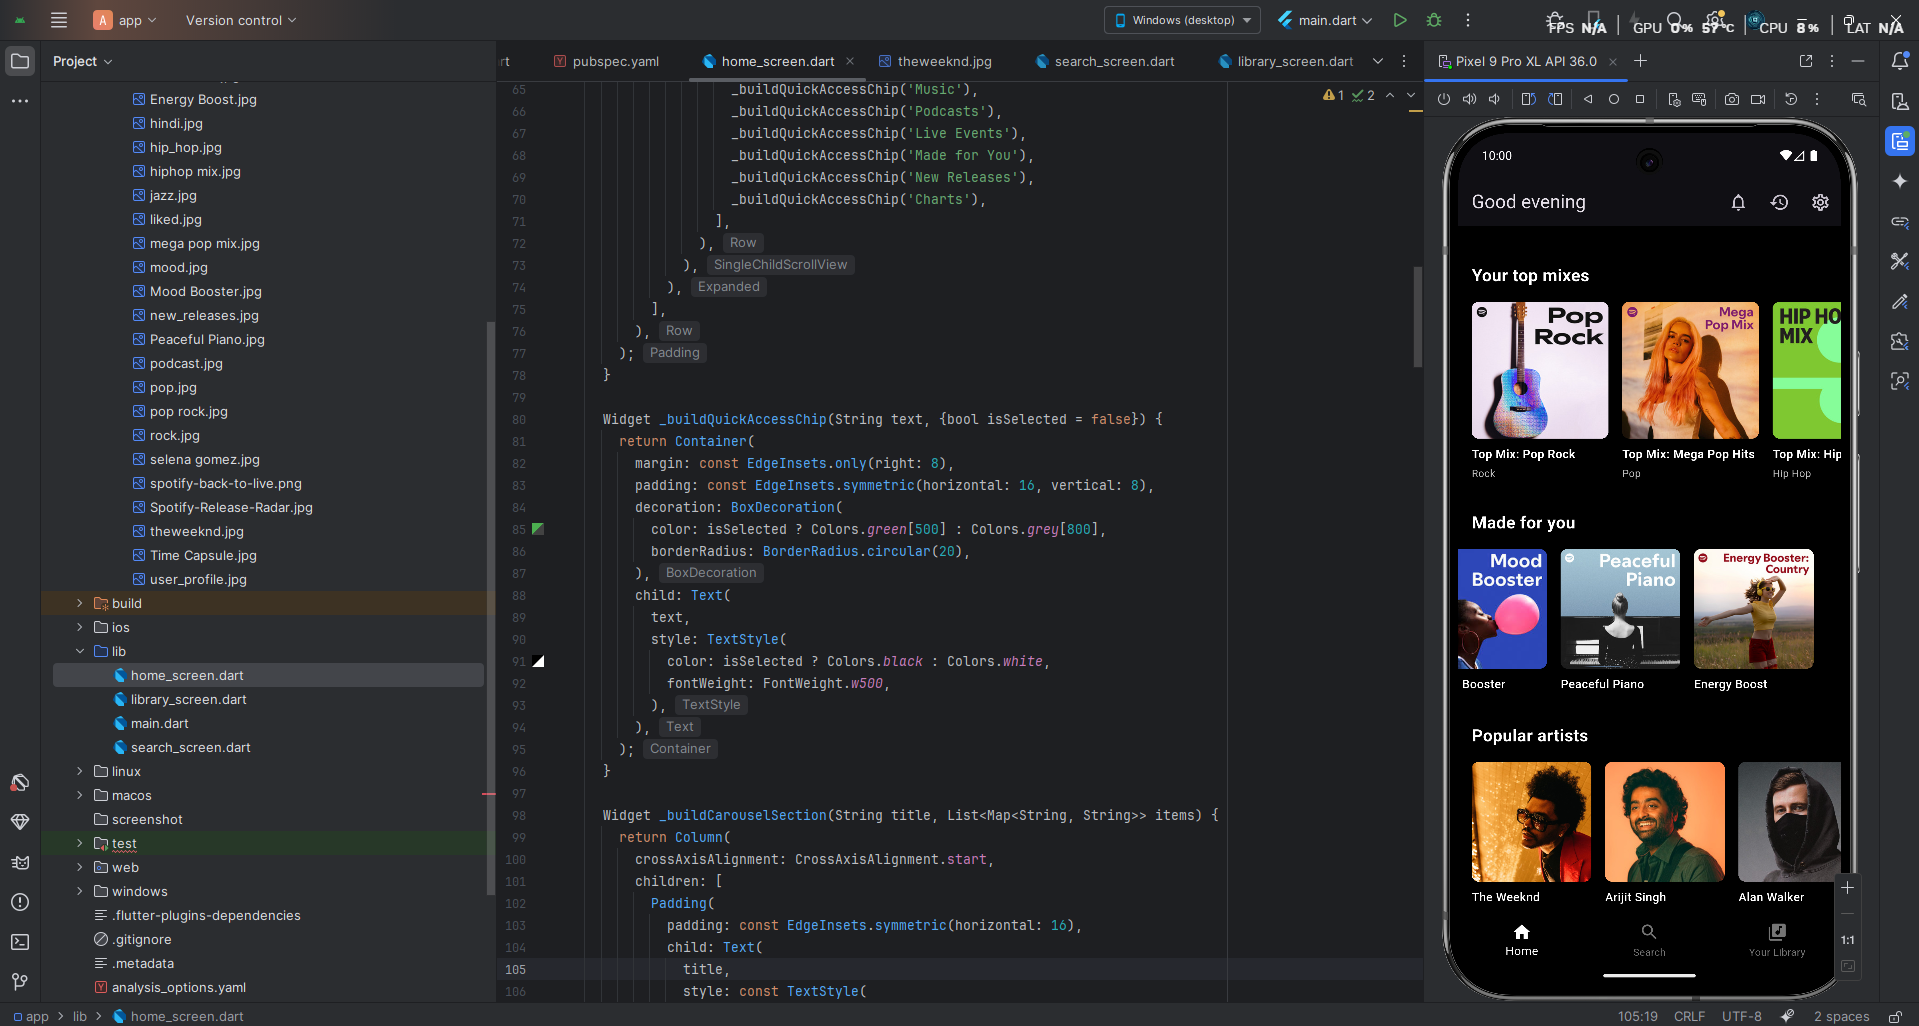 A app
Version control
Windows (desktop)
main.dart
FPS N/A | GPU 0% 57°C | CPU 8% | LAT N/A
Project
rt
pubspec.yaml
home_screen.dart
theweeknd.jpg
search_screen.dart
library_screen.dart
Pixel 9 Pro XL API 36.0
Energy Boost.jpg
hindi.jpg
hip_hop.jpg
hiphop mix.jpg
jazz.jpg
liked.jpg
mega pop mix.jpg
mood.jpg
Mood Booster.jpg
new_releases.jpg
Peaceful Piano.jpg
podcast.jpg
pop.jpg
pop rock.jpg
rock.jpg
selena gomez.jpg
spotify-back-to-live.png
Spotify-Release-Radar.jpg
theweeknd.jpg
Time Capsule.jpg
user_profile.jpg
build
ios
lib
home_screen.dart
library_screen.dart
main.dart
search_screen.dart
linux
macos
screenshot
test
web
windows
.flutter-plugins-dependencies
.gitignore
.metadata
analysis_options.yaml
1 2
65 _buildQuickAccessChip('Music'),
66 _buildQuickAccessChip('Podcasts'),
67 _buildQuickAccessChip('Live Events'),
68 _buildQuickAccessChip('Made for You'),
69 _buildQuickAccessChip('New Releases'),
70 _buildQuickAccessChip('Charts'),
71 ],
72 ), Row
73 ), SingleChildScrollView
74 ), Expanded
75 ],
76 ), Row
77 ); Padding
78 }
79
80 Widget _buildQuickAccessChip(String text, {bool isSelected = false}) {
81 return Container(
82 margin: const EdgeInsets.only(right: 8),
83 padding: const EdgeInsets.symmetric(horizontal: 16, vertical: 8),
84 decoration: BoxDecoration(
85 color: isSelected ? Colors.green[500] : Colors.grey[800],
86 borderRadius: BorderRadius.circular(20),
87 ), BoxDecoration
88 child: Text(
89 text,
90 style: TextStyle(
91 color: isSelected ? Colors.black : Colors.white,
92 fontWeight: FontWeight.w500,
93 ), TextStyle
94 ), Text
95 ); Container
96 }
97
98 Widget _buildCarouselSection(String title, List<Map<String, String>> items) {
99 return Column(
100 crossAxisAlignment: CrossAxisAlignment.start,
101 children: [
102 Padding(
103 padding: const EdgeInsets.symmetric(horizontal: 16),
104 child: Text(
105 title,
106 style: const TextStyle(
10:00
Good evening
Your top mixes
Pop
Rock
Mega
Pop Mix
HIP HO
MIX
Top Mix: Pop Rock
Top Mix: Mega Pop Hits
Top Mix: Hip
Rock
Pop
Hip Hop
Made for you
Mood
Booster
Peaceful
Piano
Energy Booster:
Country
Booster
Peaceful Piano
Energy Boost
Popular artists
The Weeknd
Arijit Singh
Alan Walker
Home
Search
Your Library
1:1
app > lib > home_screen.dart
105:19 CRLF UTF-8 2 spaces